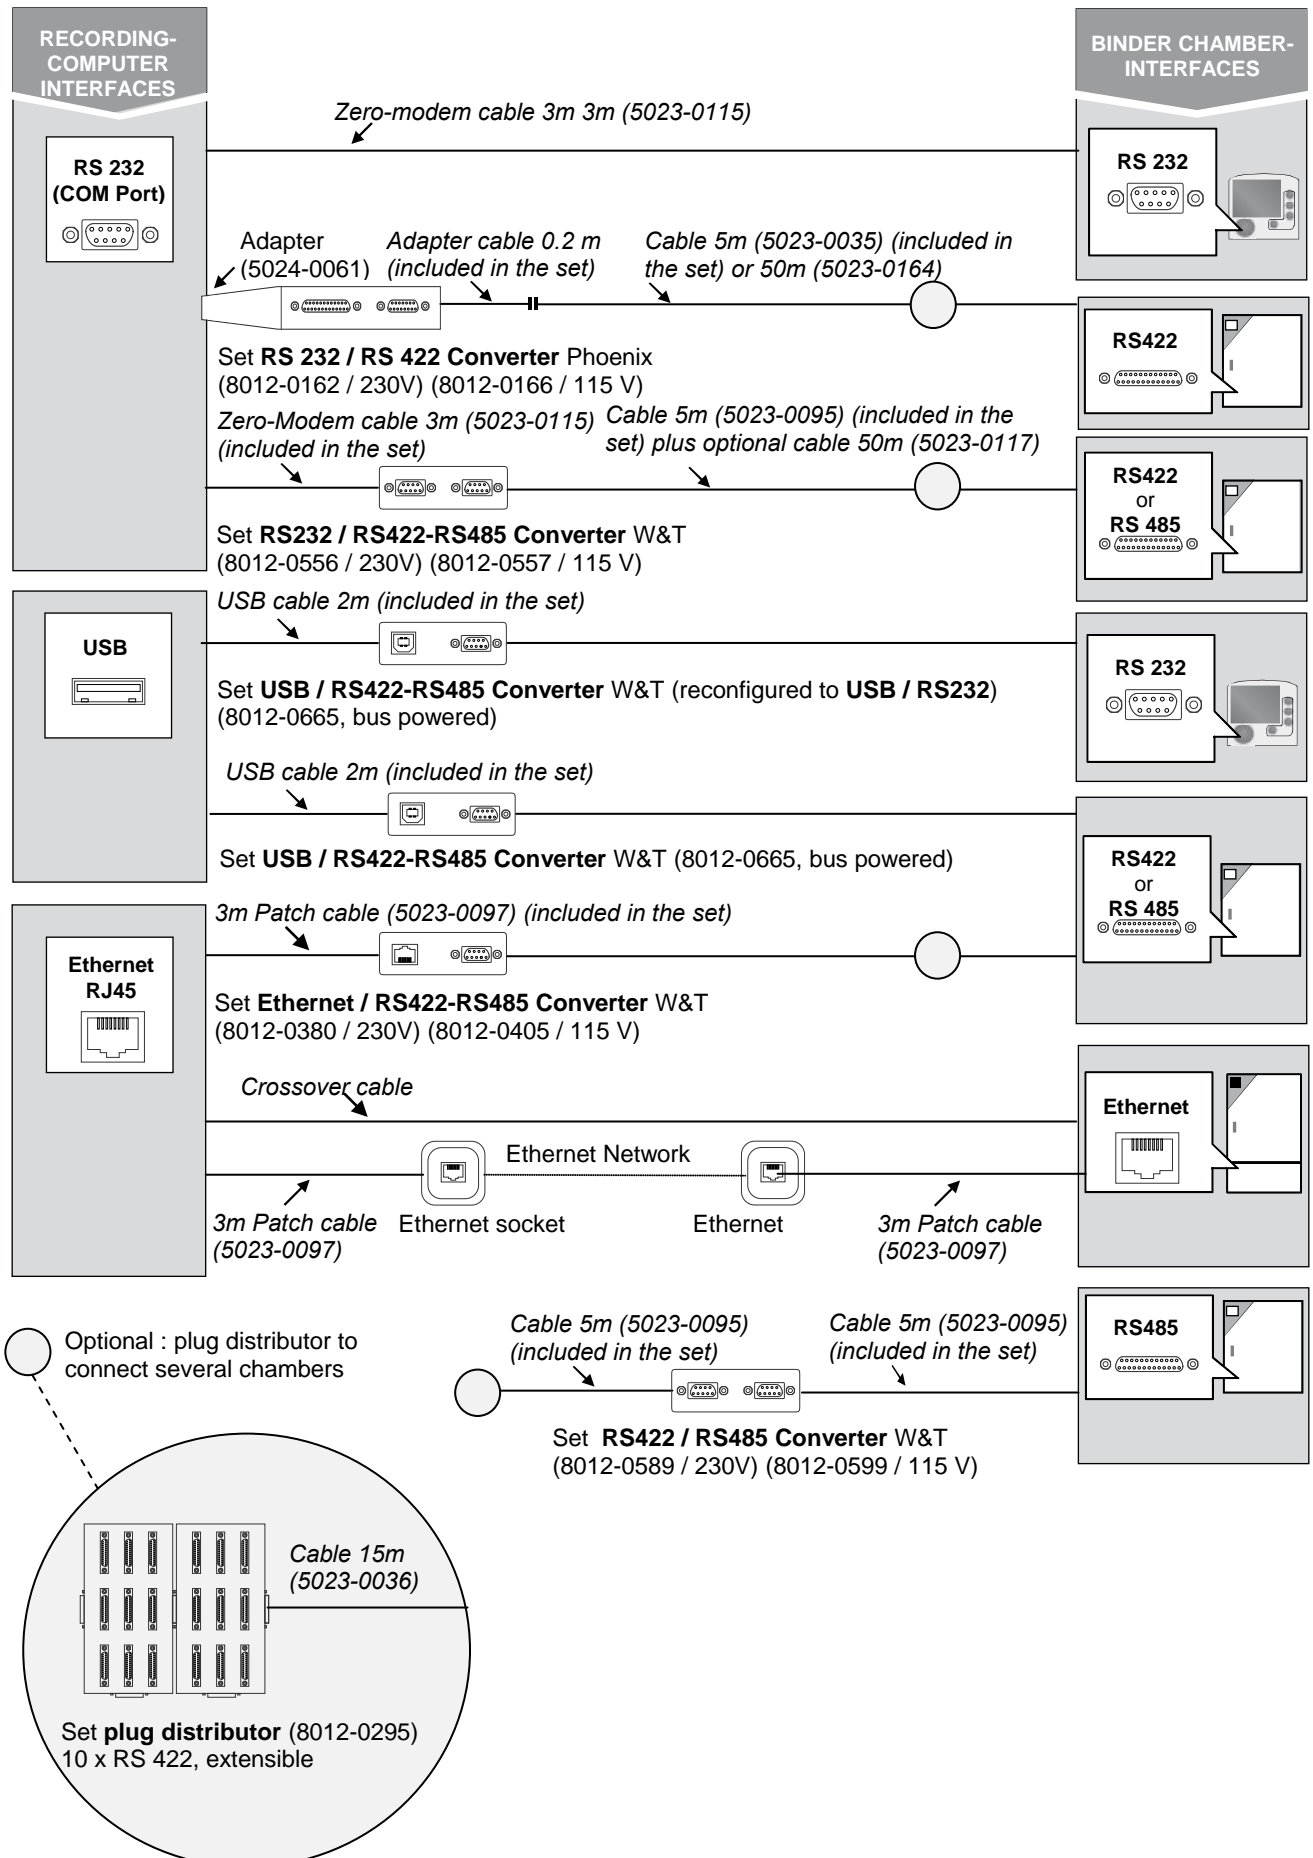 RECORDING-
COMPUTER
INTERFACES
BINDER CHAMBER-
INTERFACES
Zero-modem cable 3m 3m (5023-0115)
RS 232
(COM Port)
RS 232
Adapter
(5024-0061)
Adapter cable 0.2 m
(included in the set)
Cable 5m (5023-0035) (included in
the set) or 50m (5023-0164)
RS422
Set RS 232 / RS 422 Converter Phoenix
(8012-0162 / 230V) (8012-0166 / 115 V)
Zero-Modem cable 3m (5023-0115)
(included in the set)
Cable 5m (5023-0095) (included in the
set) plus optional cable 50m (5023-0117)
RS422
or
RS 485
Set RS232 / RS422-RS485 Converter W&T
(8012-0556 / 230V) (8012-0557 / 115 V)
USB cable 2m (included in the set)
USB
RS 232
Set USB / RS422-RS485 Converter W&T (reconfigured to USB / RS232)
(8012-0665, bus powered)
USB cable 2m (included in the set)
Set USB / RS422-RS485 Converter W&T (8012-0665, bus powered)
RS422
or
RS 485
3m Patch cable (5023-0097) (included in the set)
Ethernet
RJ45
Set Ethernet / RS422-RS485 Converter W&T
(8012-0380 / 230V) (8012-0405 / 115 V)
Crossover cable
Ethernet
Ethernet Network
3m Patch cable
(5023-0097)
Ethernet socket
Ethernet
3m Patch cable
(5023-0097)
Optional : plug distributor to
connect several chambers
Cable 5m (5023-0095)
(included in the set)
Cable 5m (5023-0095)
(included in the set)
RS485
Set RS422 / RS485 Converter W&T
(8012-0589 / 230V) (8012-0599 / 115 V)
Cable 15m
(5023-0036)
Set plug distributor (8012-0295)
10 x RS 422, extensible